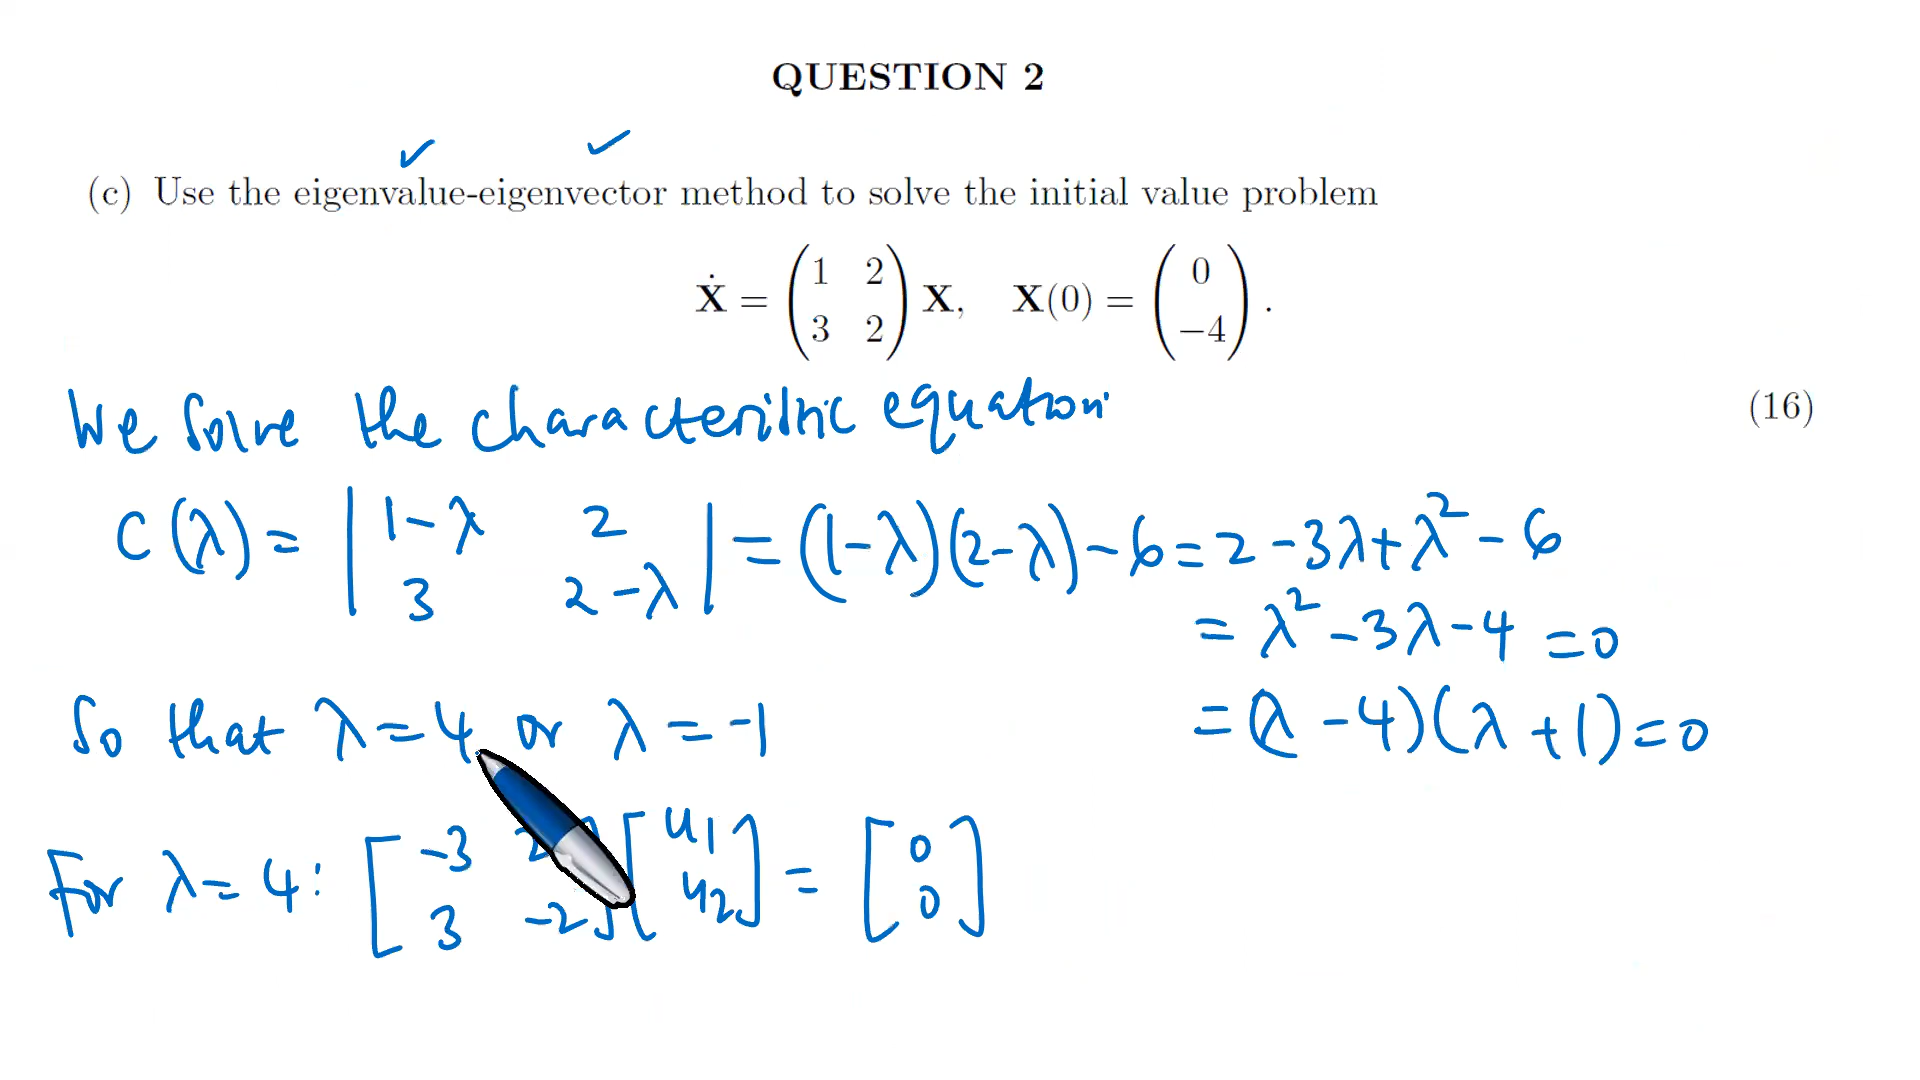 QUESTION 2
(c) Use the eigenvalue-eigenvector method to solve the initial value problem
Ẋ = (1 2; 3 2) X, X(0) = (0; −4).
(16)
We solve the characteristic equation
C(λ) = |1-λ 2; 3 2-λ| = (1-λ)(2-λ) - 6 = 2 - 3λ + λ² - 6
= λ² - 3λ - 4 = 0
So that λ = 4 or λ = -1
= (λ - 4)(λ + 1) = 0
For λ = 4: [-3 2; 3 -2] [u1; u2] = [0; 0]